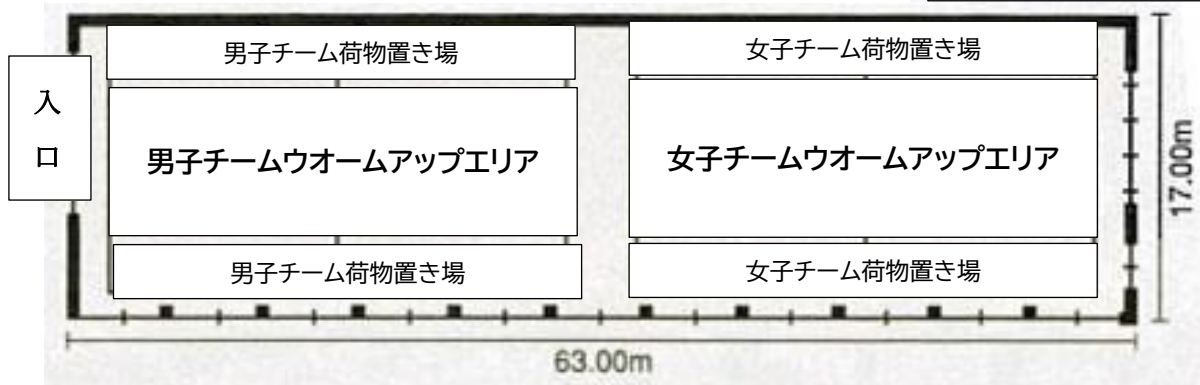 男子チーム荷物置き場
女子チーム荷物置き場
入
口
男子チームウオームアップエリア
女子チームウオームアップエリア
17.00m
男子チーム荷物置き場
女子チーム荷物置き場
63.00m